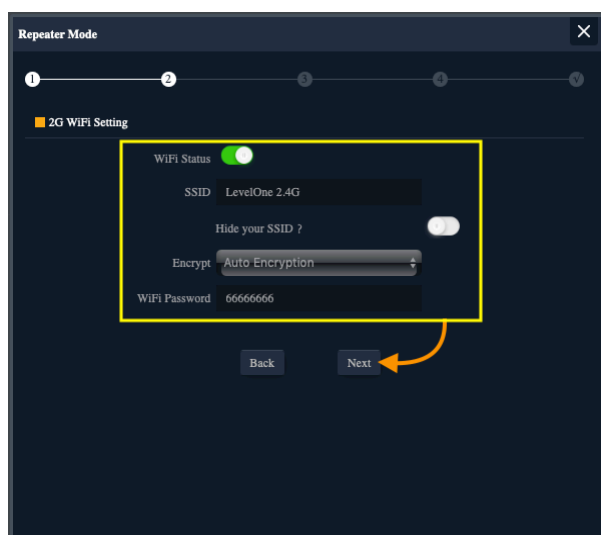 Repeater Mode
1 2 3 4 √
2G WiFi Setting
WiFi Status
SSID LevelOne 2.4G
Hide your SSID ?
Encrypt Auto Encryption
WiFi Password 66666666
Back Next